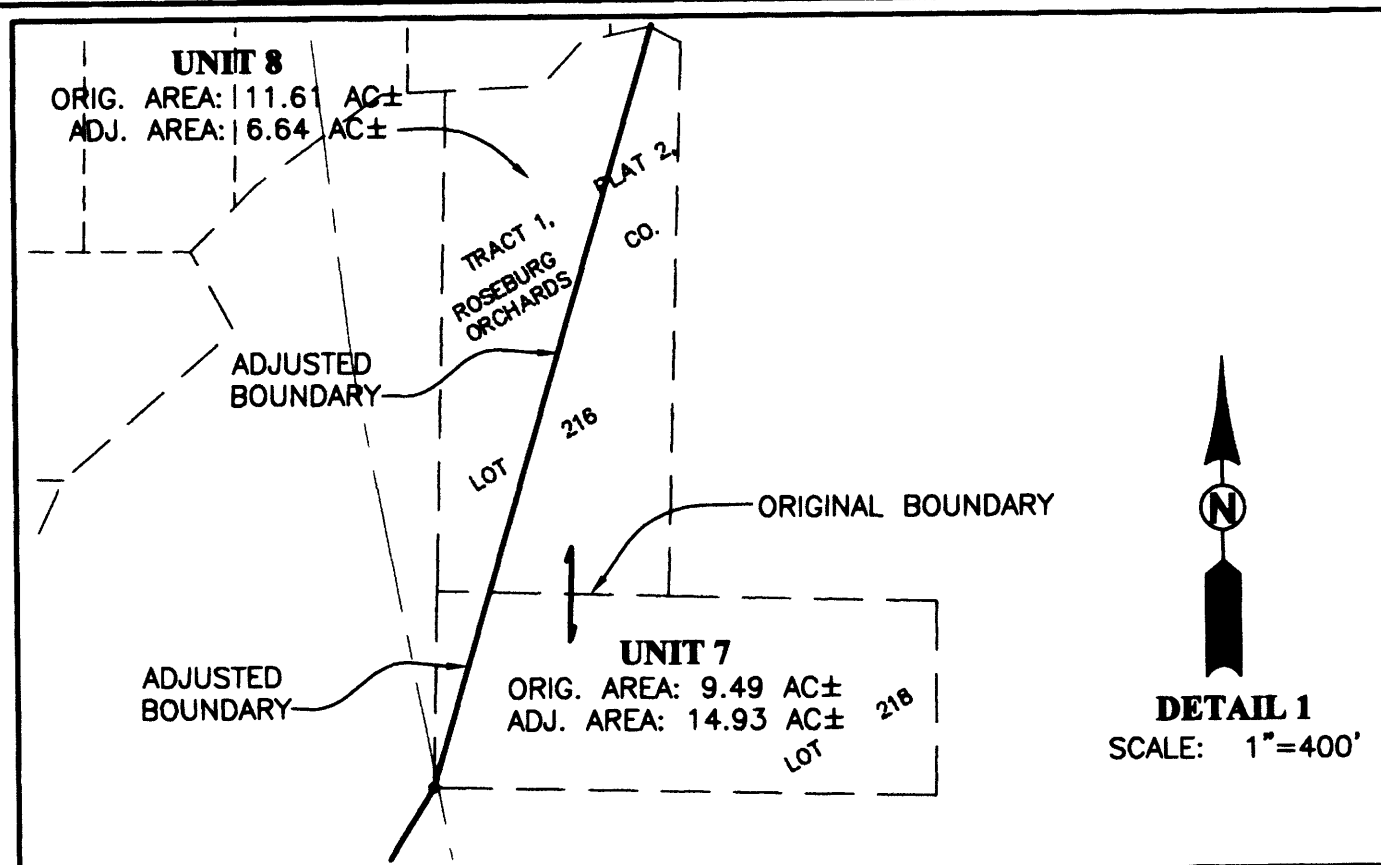 UNIT 8
ORIG. AREA: 11.61 AC±
ADJ. AREA: 6.64 AC±
PLAT 2,
TRACT 1,
CO.
ROSEBURG
ORCHARDS
ADJUSTED
BOUNDARY
216
LOT
ORIGINAL BOUNDARY
N
UNIT 7
ORIG. AREA: 9.49 AC±
ADJ. AREA: 14.93 AC±
ADJUSTED
BOUNDARY
LOT 218
DETAIL 1
SCALE: 1"=400'